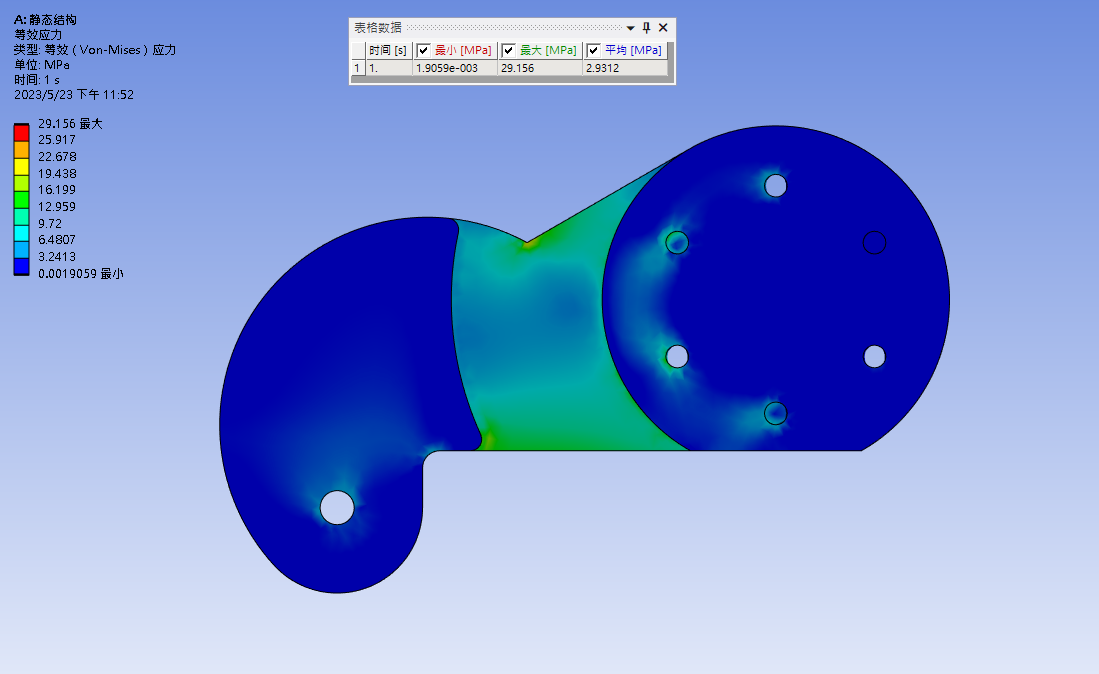 A: 静态结构
等效应力
类型: 等效 ( Von-Mises ) 应力
单位: MPa
时间: 1 s
2023/5/23 下午 11:52
29.156 最大
25.917
22.678
19.438
16.199
12.959
9.72
6.4807
3.2413
0.0019059 最小
表格数据
时间 [s] 最小 [MPa] 最大 [MPa] 平均 [MPa]
1 1. 1.9059e-003 29.156 2.9312